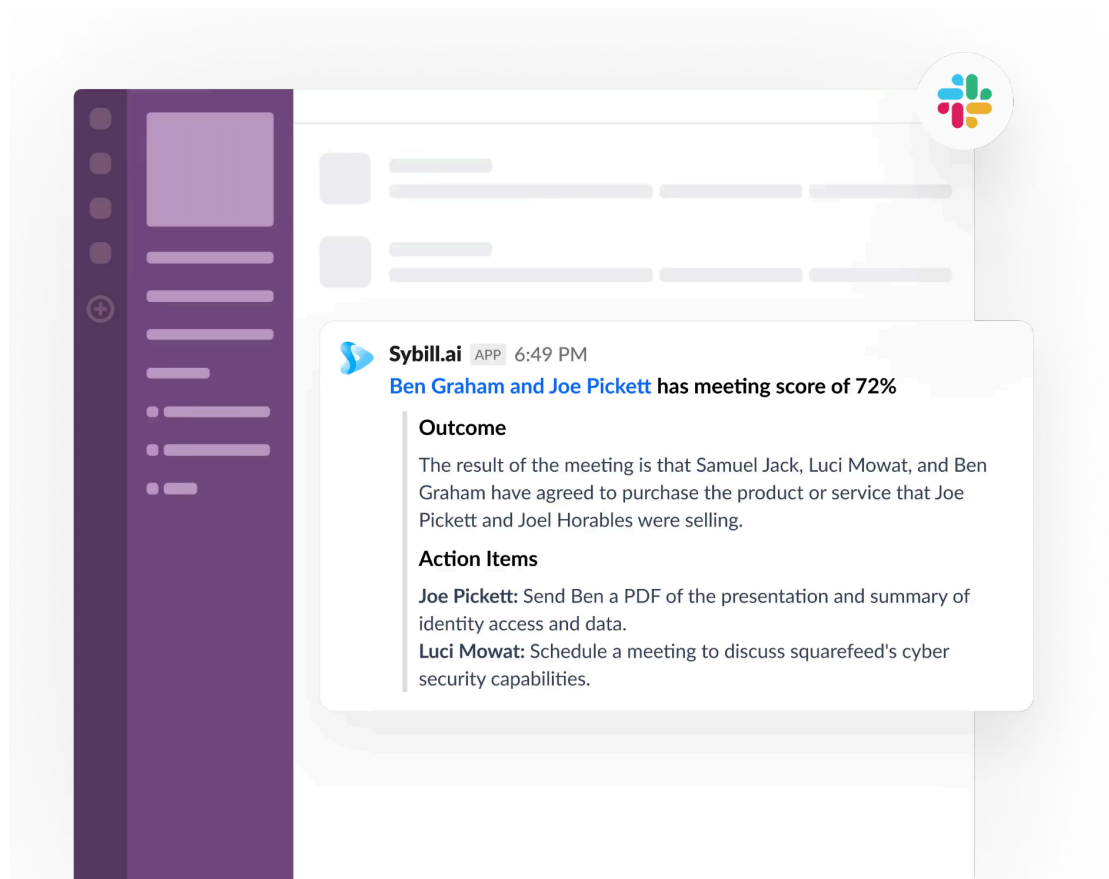 Sybill.ai APP 6:49 PM
Ben Graham and Joe Pickett has meeting score of 72%
Outcome
The result of the meeting is that Samuel Jack, Luci Mowat, and Ben
Graham have agreed to purchase the product or service that Joe
Pickett and Joel Horables were selling.
Action Items
Joe Pickett: Send Ben a PDF of the presentation and summary of
identity access and data.
Luci Mowat: Schedule a meeting to discuss squarefeed's cyber
security capabilities.